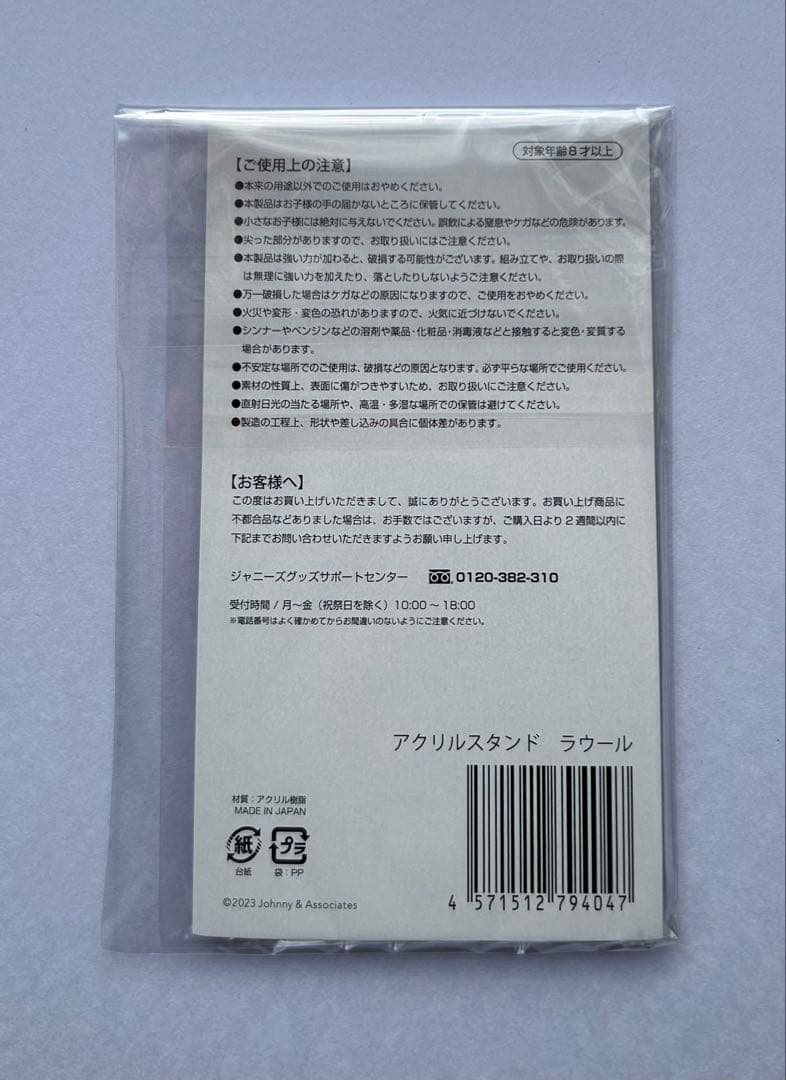 対象年齢8才以上
【ご使用上の注意】
●本来の用途以外でのご使用はおやめください。
●本製品はお子様の手の届かないところに保管してください。
●小さなお子様には絶対に与えないでください。誤飲による窒息やケガなどの危険があります。
●尖った部分がありますので、お取り扱いにはご注意ください。
●本製品は強い力が加わると、破損する可能性がございます。組み立てや、お取り扱いの際
は無理に強い力を加えたり、落としたりしないようご注意ください。
●万一破損した場合はケガなどの原因になりますので、ご使用をおやめください。
●火災や変形・変色の恐れがありますので、火気に近づけないでください。
●シンナーやベンジンなどの溶剤や薬品・化粧品・消毒液などと接触すると変色・変質する
場合があります。
●不安定な場所でのご使用は、破損などの原因となります。必ず平らな場所でご使用ください。
●素材の性質上、表面に傷がつきやすいため、お取り扱いにご注意ください。
●直射日光の当たる場所や、高温・多湿な場所での保管は避けてください。
●製造の工程上、形状や差し込みの具合に個体差があります。
【お客様へ】
この度はお買い上げいただきまして、誠にありがとうございます。お買い上げ商品に
不都合品などありました場合は、お手数ではございますが、ご購入日より2週間以内に
下記までお問い合わせいただきますようお願い申し上げます。
ジャニーズグッズサポートセンター 0120-382-310
受付時間 / 月〜金（祝祭日を除く）10:00 〜 18:00
※電話番号はよく確かめてからお間違いのないようにご注意ください。
アクリルスタンド ラウール
材質：アクリル樹脂
MADE IN JAPAN
紙 プラ
台紙 袋：PP
©2023 Johnny & Associates
4 571512 794047